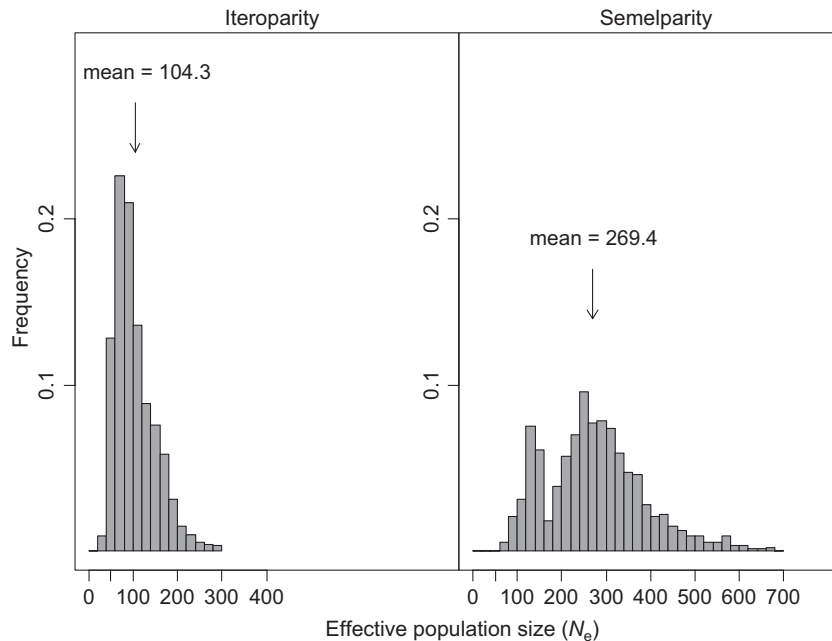 Iteroparity
Semelparity
mean = 104.3
mean = 269.4
Frequency
0.2
0.1
0.2
0.1
0 100 200 300 400
0 100 200 300 400 500 600 700
Effective population size (Ne)